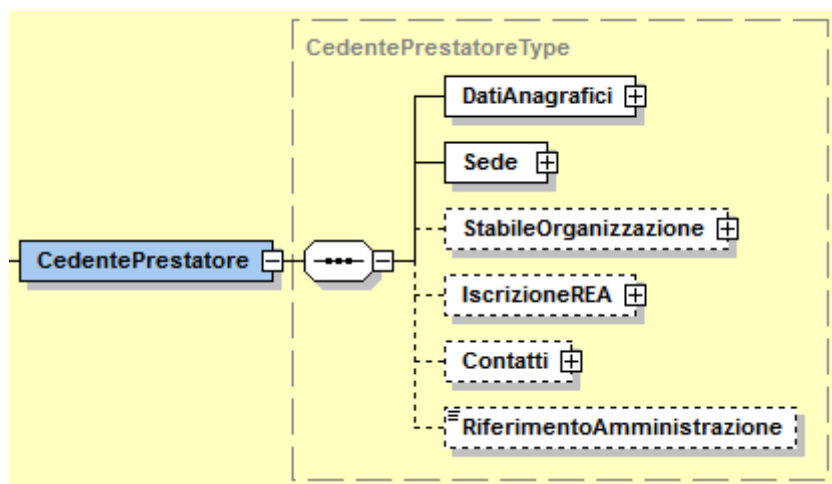 CedentePrestatoreType
DatiAnagrafici
Sede
StabileOrganizzazione
CedentePrestatore
IscrizioneREA
Contatti
RiferimentoAmministrazione